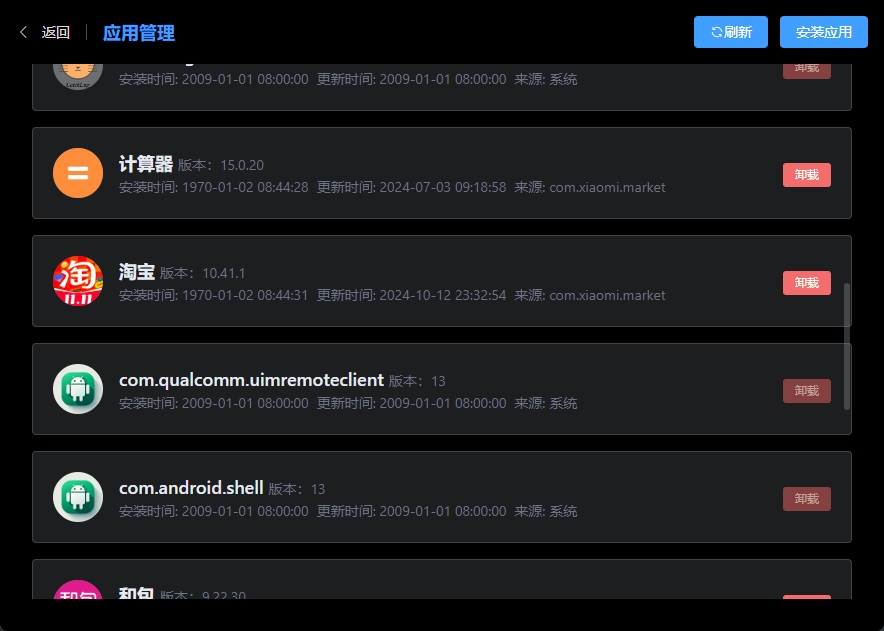 返回 应用管理 刷新 安装应用
安装时间: 2009-01-01 08:00:00 更新时间: 2009-01-01 08:00:00 来源: 系统
卸载
计算器 版本：15.0.20
安装时间: 1970-01-02 08:44:28 更新时间: 2024-07-03 09:18:58 来源: com.xiaomi.market
卸载
淘
11.11
淘宝 版本：10.41.1
安装时间: 1970-01-02 08:44:31 更新时间: 2024-10-12 23:32:54 来源: com.xiaomi.market
卸载
com.qualcomm.uimremoteclient 版本：13
安装时间: 2009-01-01 08:00:00 更新时间: 2009-01-01 08:00:00 来源: 系统
卸载
com.android.shell 版本：13
安装时间: 2009-01-01 08:00:00 更新时间: 2009-01-01 08:00:00 来源: 系统
卸载
和包
和包 版本：9.22.30